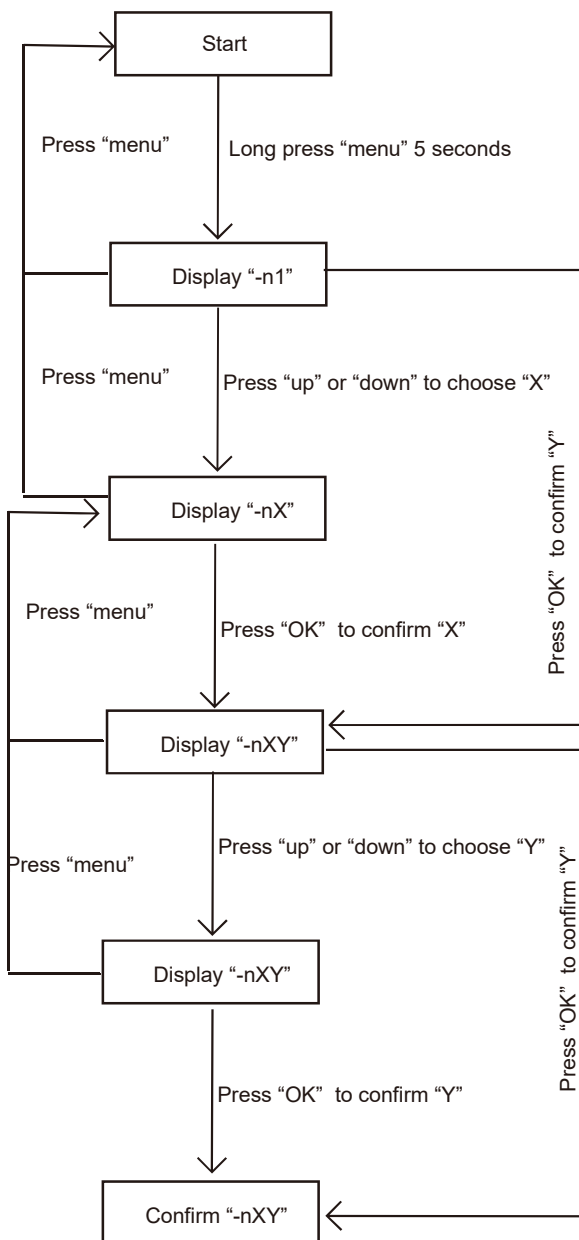 Start
Press “menu”
Long press “menu” 5 seconds
Display “-n1”
Press “menu”
Press “up” or “down” to choose “X”
Press “OK” to confirm “Y”
Display “-nX”
Press “menu”
Press “OK” to confirm “X”
Display “-nXY”
Press “up” or “down” to choose “Y”
Press “menu”
Press “OK” to confirm “Y”
Display “-nXY”
Press “OK” to confirm “Y”
Confirm “-nXY”